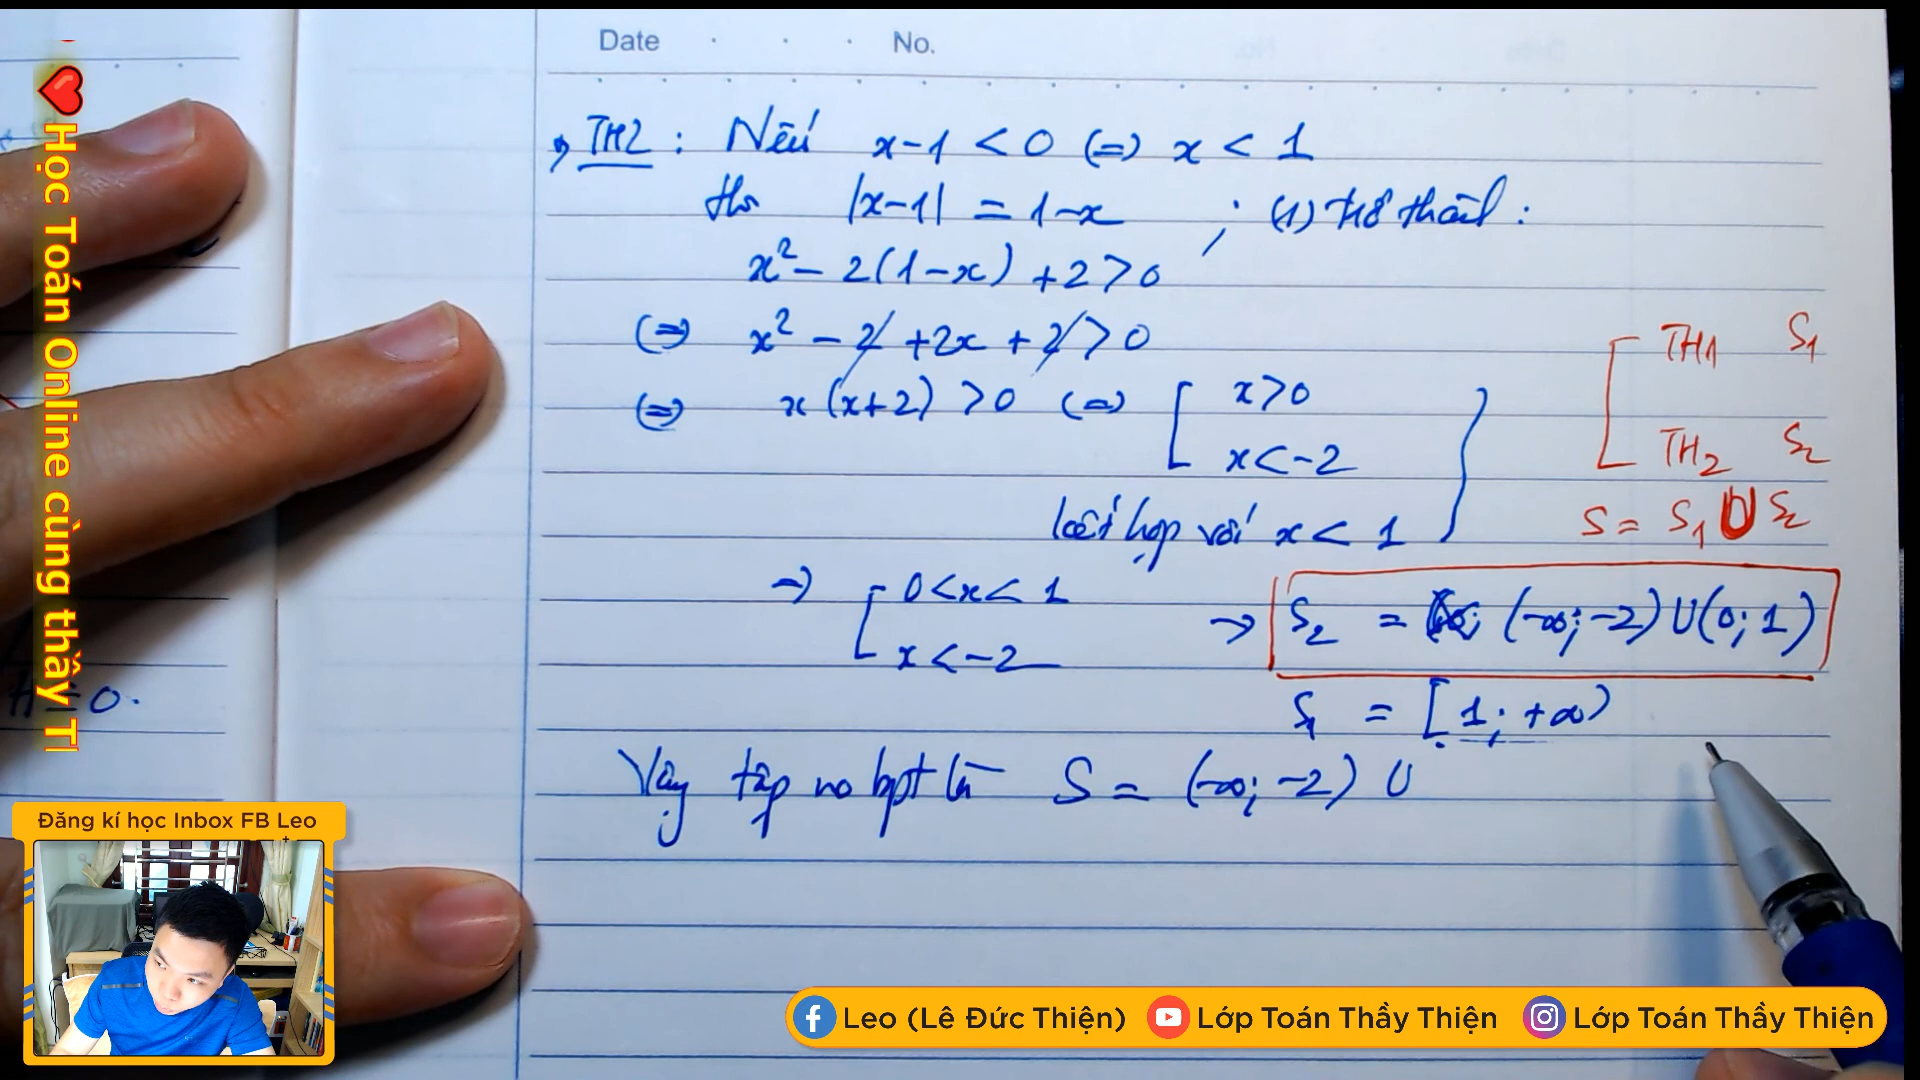 Date . . . No.
→ TH2 : Nếu x-1 < 0 (=) x < 1
thì |x-1| = 1-x ; (1) trở thành :
x² - 2(1-x) + 2 > 0
(=) x² - 2 + 2x + 2 > 0
(=) x (x+2) > 0 (=) [ x > 0
x < -2
kết hợp với x < 1 }
TH1 S1
TH2 S2
S = S1 U S2
=) [ 0 < x < 1
x < -2
→ S2 = (-∞; -2) U (0; 1)
S1 = [1; +∞)
Vậy tập no bpt là S = (-∞; -2) U
= 0.
❤️Học Toán Online cùng thầy T
Đăng kí học Inbox FB Leo
Leo (Lê Đức Thiện) Lớp Toán Thầy Thiện Lớp Toán Thầy Thiện